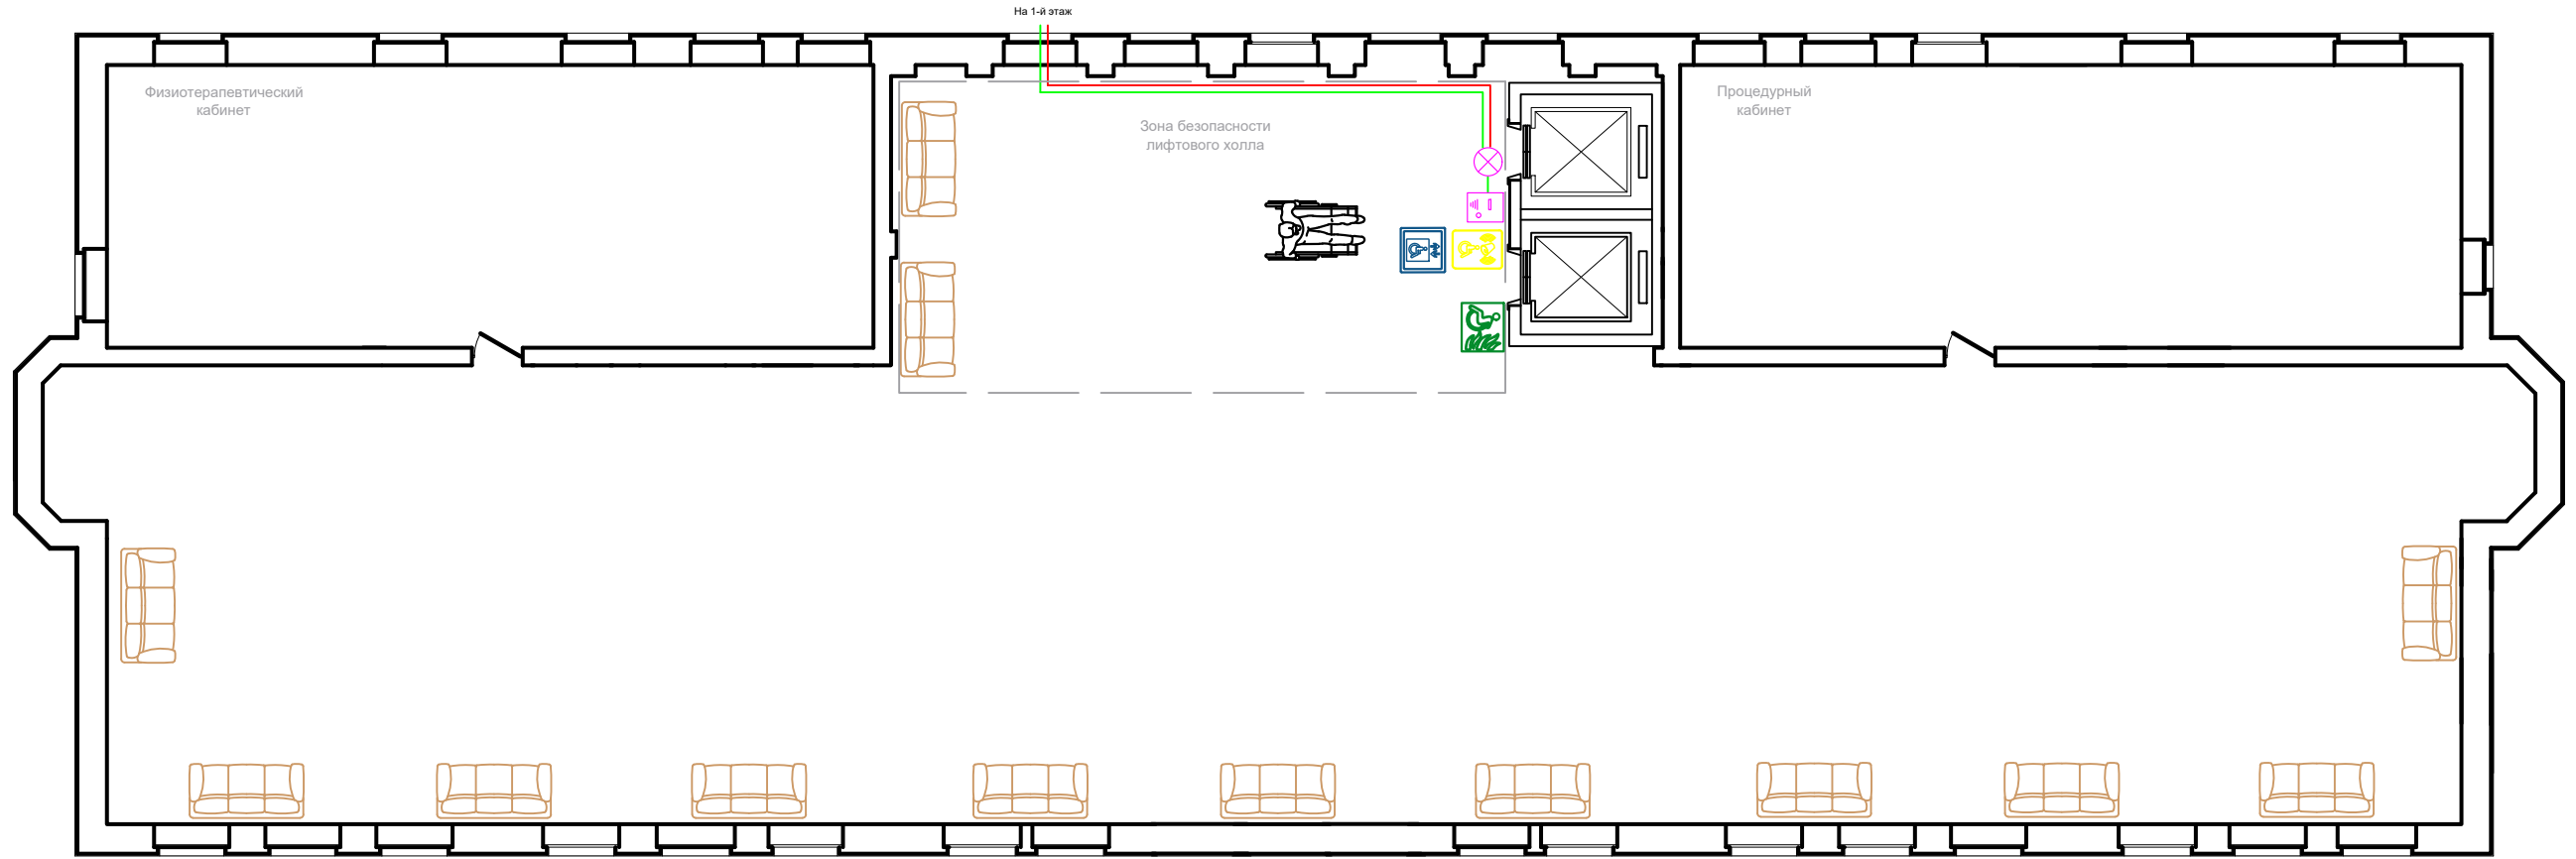 На 1-й этаж
Физиотерапевтический
кабинет
Зона безопасности
лифтового холла
Процедурный
кабинет